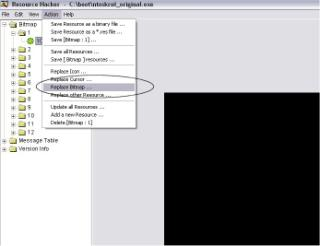 Resource Hacker - C:\boot\ntoskrnl_original.exe
File Edit View Action Help
Bitmap
1
2
3
4
5
6
7
8
9
10
11
12
Message Table
Version Info
Save Resource as a binary file ...
Save Resource as a *.res file ...
Save [Bitmap : 1] ...
Save all Resources ...
Save [ Bitmap ] resources ...
Replace Icon ...
Replace Cursor ...
Replace Bitmap ...
Replace other Resource ...
Update all Resources ...
Add a new Resource ...
Delete [Bitmap : 1]